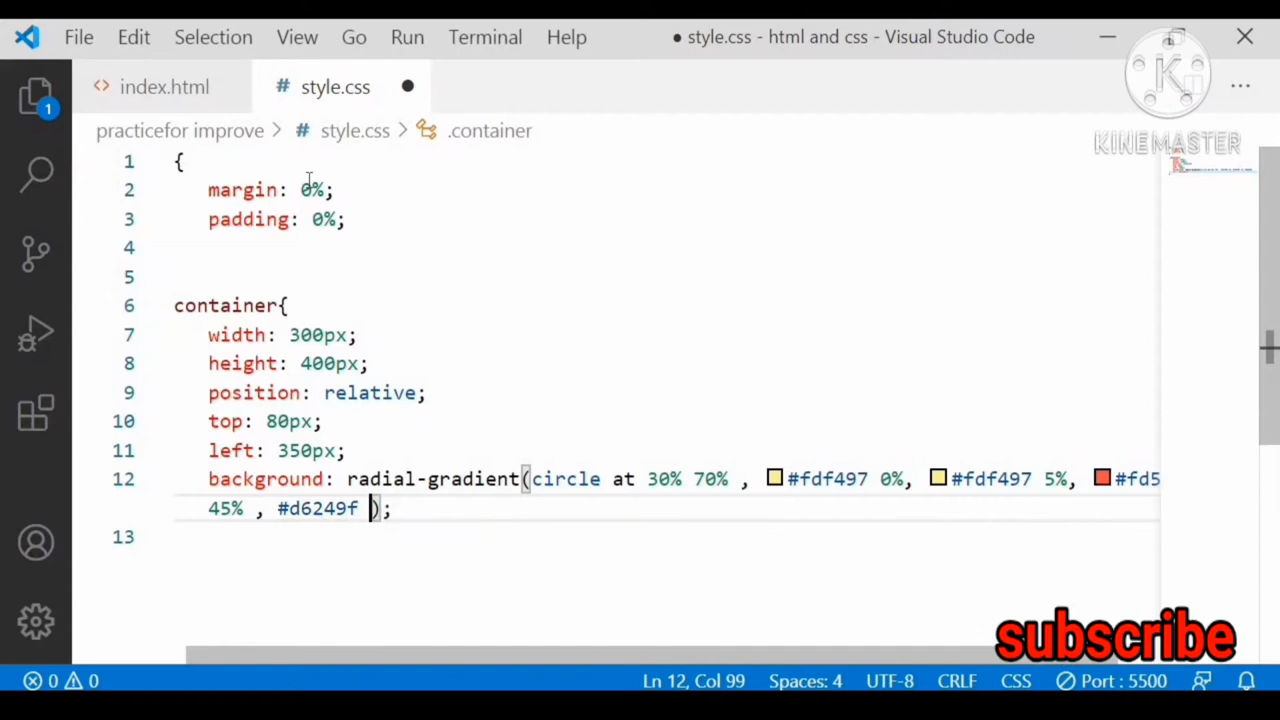 File Edit Selection View Go Run Terminal Help ● style.css - html and css - Visual Studio Code
index.html # style.css ●
K
KINEMASTER
practicefor improve > # style.css > .container
1 {
2 margin: 0%;
3 padding: 0%;
4
5
6 container{
7 width: 300px;
8 height: 400px;
9 position: relative;
10 top: 80px;
11 left: 350px;
12 background: radial-gradient(circle at 30% 70% , #fdf497 0%, #fdf497 5%, #fd5
45% , #d6249f );
13
1
subscribe
0 0 Ln 12, Col 99 Spaces: 4 UTF-8 CRLF CSS Port : 5500